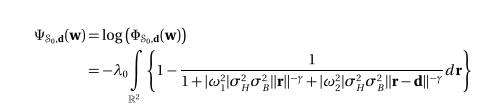 Ψ_{𝕊_0,𝐝}(𝐰) = log(Φ_{𝕊_0,𝐝}(𝐰))
= −λ_0 ∫_{ℝ^2} { 1 − \frac{1}{1 + |ω_1^2|σ_H^2 σ_B^2 ‖𝐫‖^{−γ} + |ω_2^2|σ_H^2 σ_B^2 ‖𝐫 − 𝐝‖^{−γ}} d𝐫 }